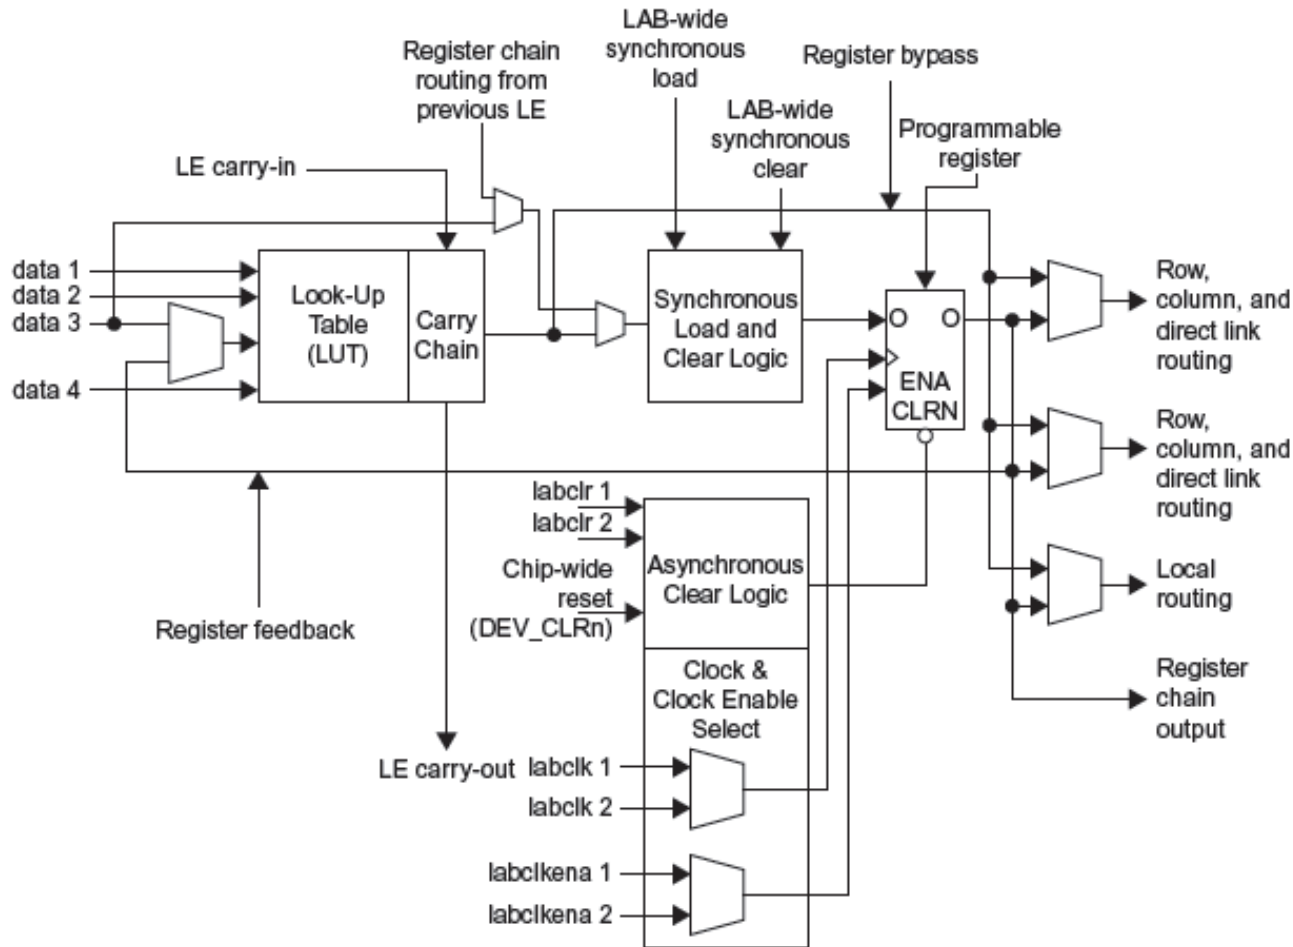 LAB-wide
synchronous
load
Register chain
routing from
previous LE
Register bypass
LAB-wide
synchronous
clear
Programmable
register
LE carry-in
data 1
data 2
data 3
data 4
Look-Up
Table
(LUT)
Carry
Chain
Synchronous
Load and
Clear Logic
O O
ENA
CLRN
Row,
column, and
direct link
routing
Row,
column, and
direct link
routing
Local
routing
Register
chain
output
Register feedback
labclr 1
labclr 2
Chip-wide
reset
(DEV_CLRn)
Asynchronous
Clear Logic
Clock &
Clock Enable
Select
LE carry-out
labclk 1
labclk 2
labclkena 1
labclkena 2